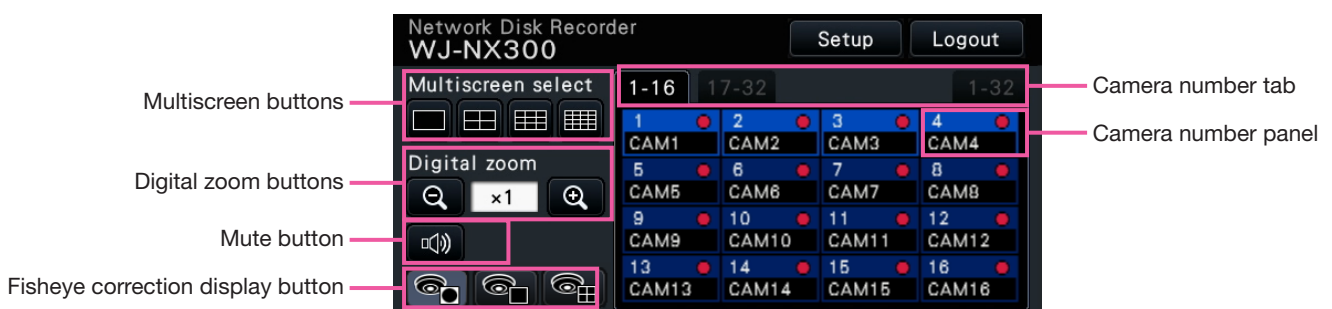 Network Disk Recorder
WJ-NX300
Setup
Logout
Multiscreen buttons
Multiscreen select
1-16 17-32 1-32
Camera number tab
1 2 3 4
CAM1 CAM2 CAM3 CAM4
Camera number panel
Digital zoom buttons
Digital zoom
×1
5 6 7 8
CAM5 CAM6 CAM7 CAM8
Mute button
9 10 11 12
CAM9 CAM10 CAM11 CAM12
Fisheye correction display button
13 14 15 16
CAM13 CAM14 CAM15 CAM16